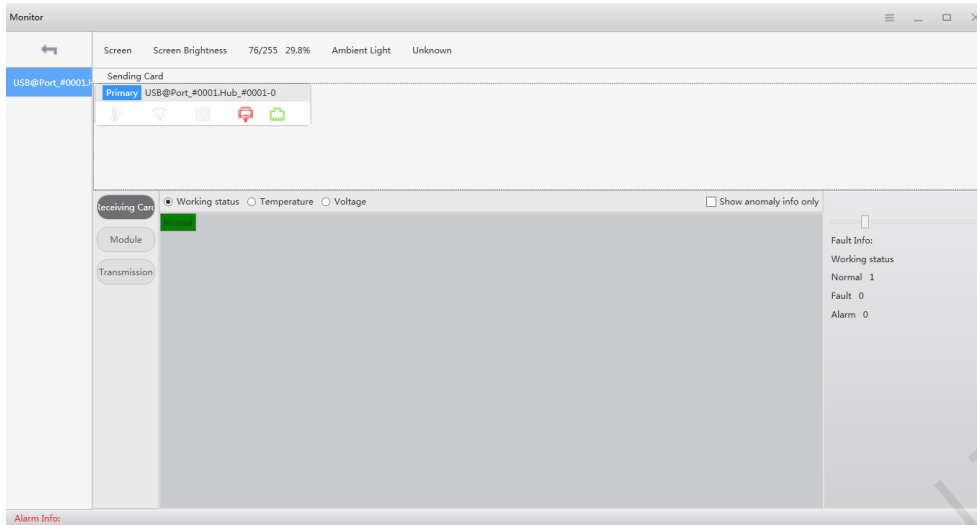 Monitor
Screen Screen Brightness 76/255 29.8% Ambient Light Unknown
USB@Port_#0001.H
Sending Card
Primary USB@Port_#0001.Hub_#0001-0
Receiving Card
Working status Temperature Voltage Show anomaly info only
Normal
Module
Transmission
Fault Info:
Working status
Normal 1
Fault 0
Alarm 0
Alarm Info: